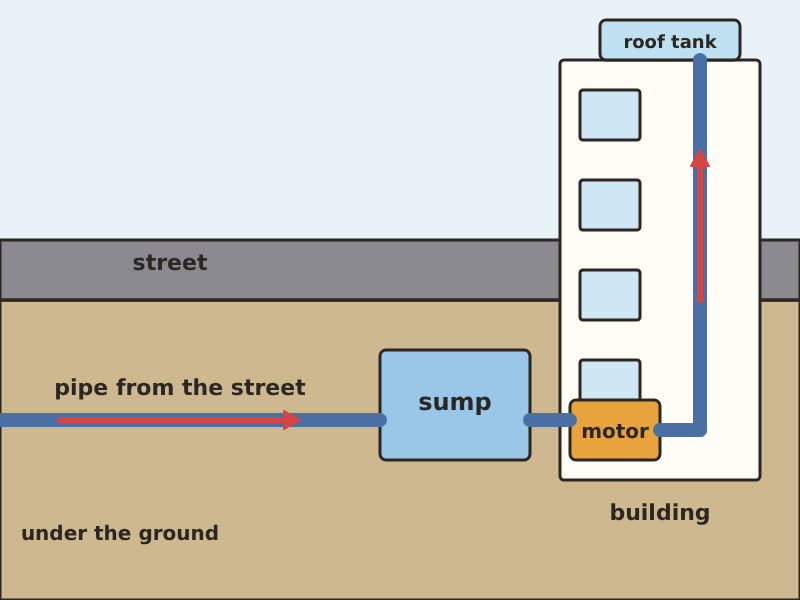 roof tank
street
pipe from the street
sump
motor
building
under the ground